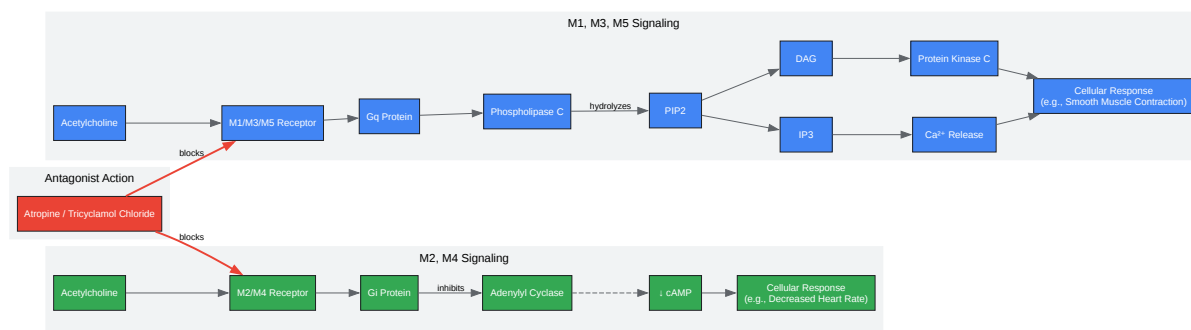 M1, M3, M5 Signaling
DAG
Protein Kinase C
Cellular Response
(e.g., Smooth Muscle Contraction)
Acetylcholine
M1/M3/M5 Receptor
Gq Protein
Phospholipase C
hydrolyzes
PIP2
IP3
Ca²⁺ Release
blocks
Antagonist Action
Atropine / Tricyclamol Chloride
blocks
M2, M4 Signaling
Acetylcholine
M2/M4 Receptor
Gi Protein
inhibits
Adenylyl Cyclase
↓ cAMP
Cellular Response
(e.g., Decreased Heart Rate)